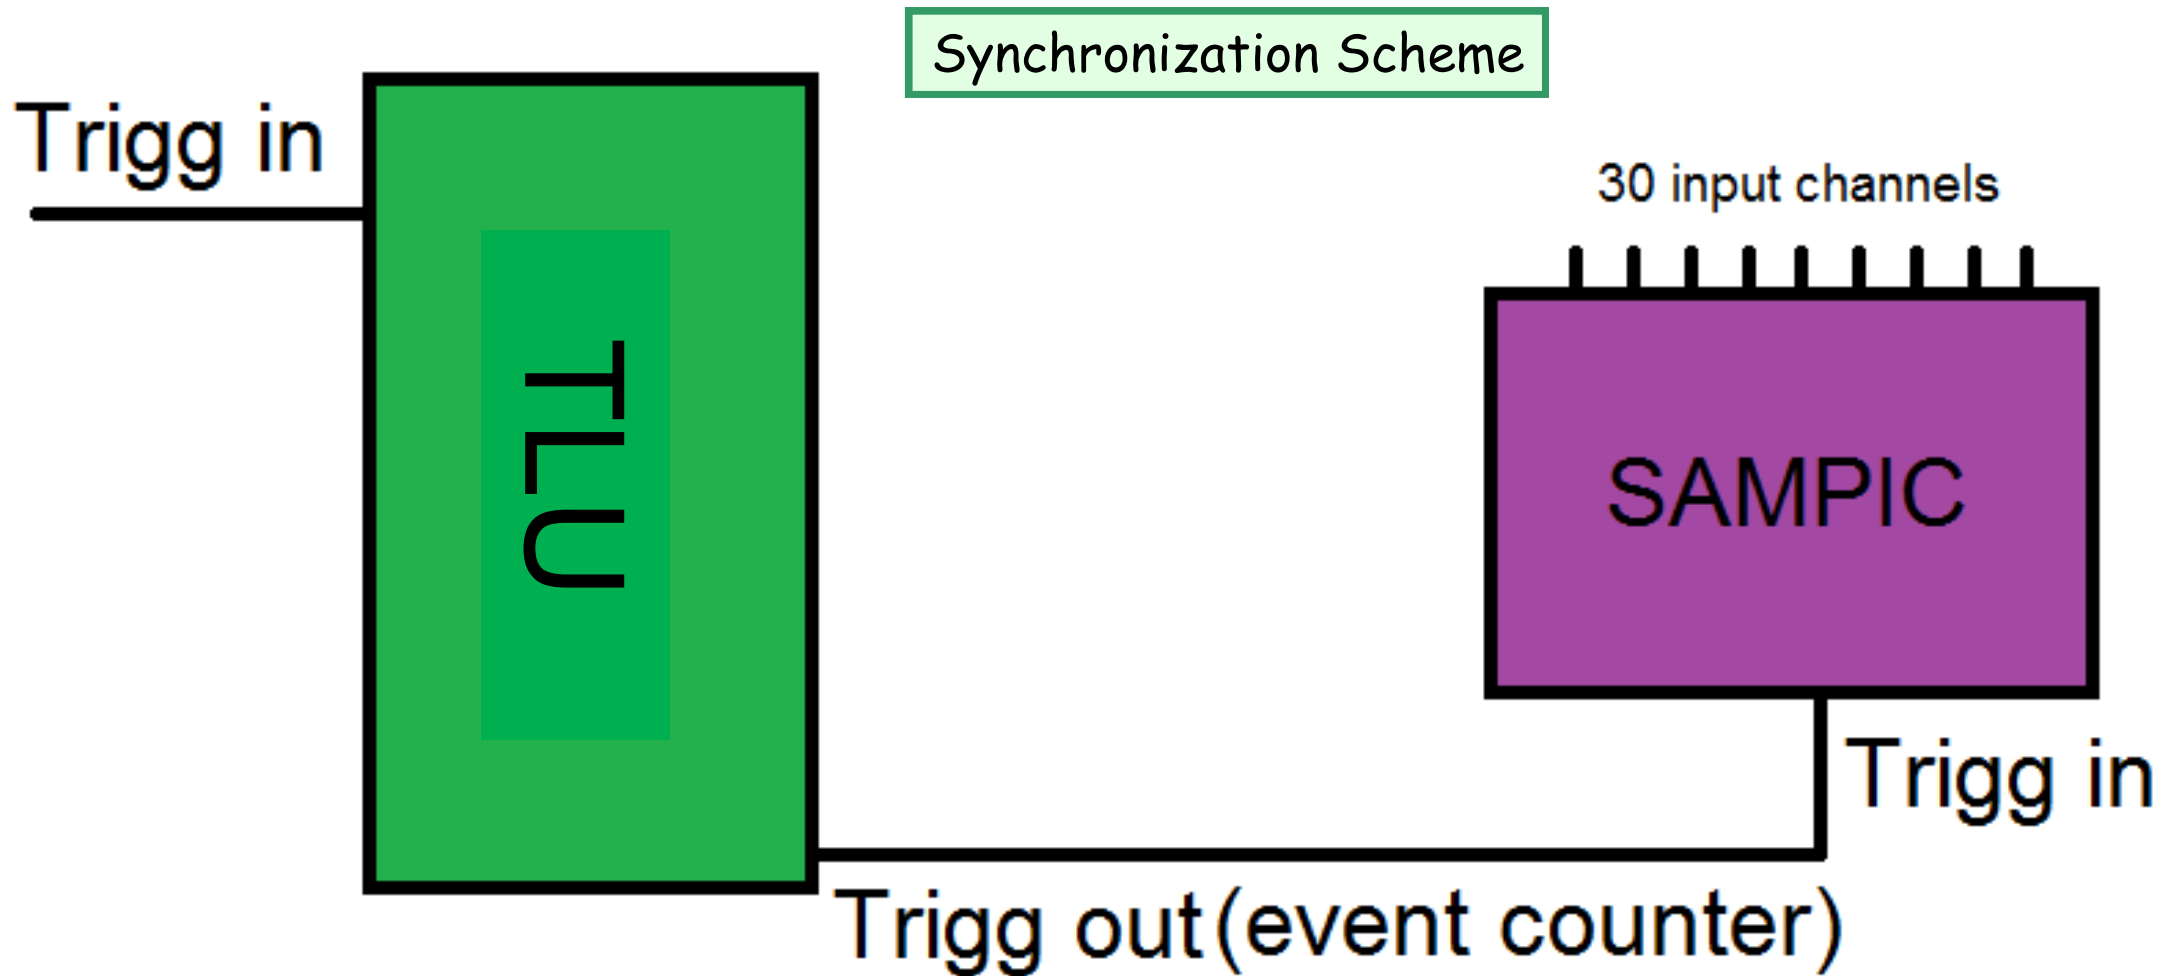 Synchronization Scheme
Trigg in
30 input channels
TLU
SAMPIC
Trigg in
Trigg out(event counter)